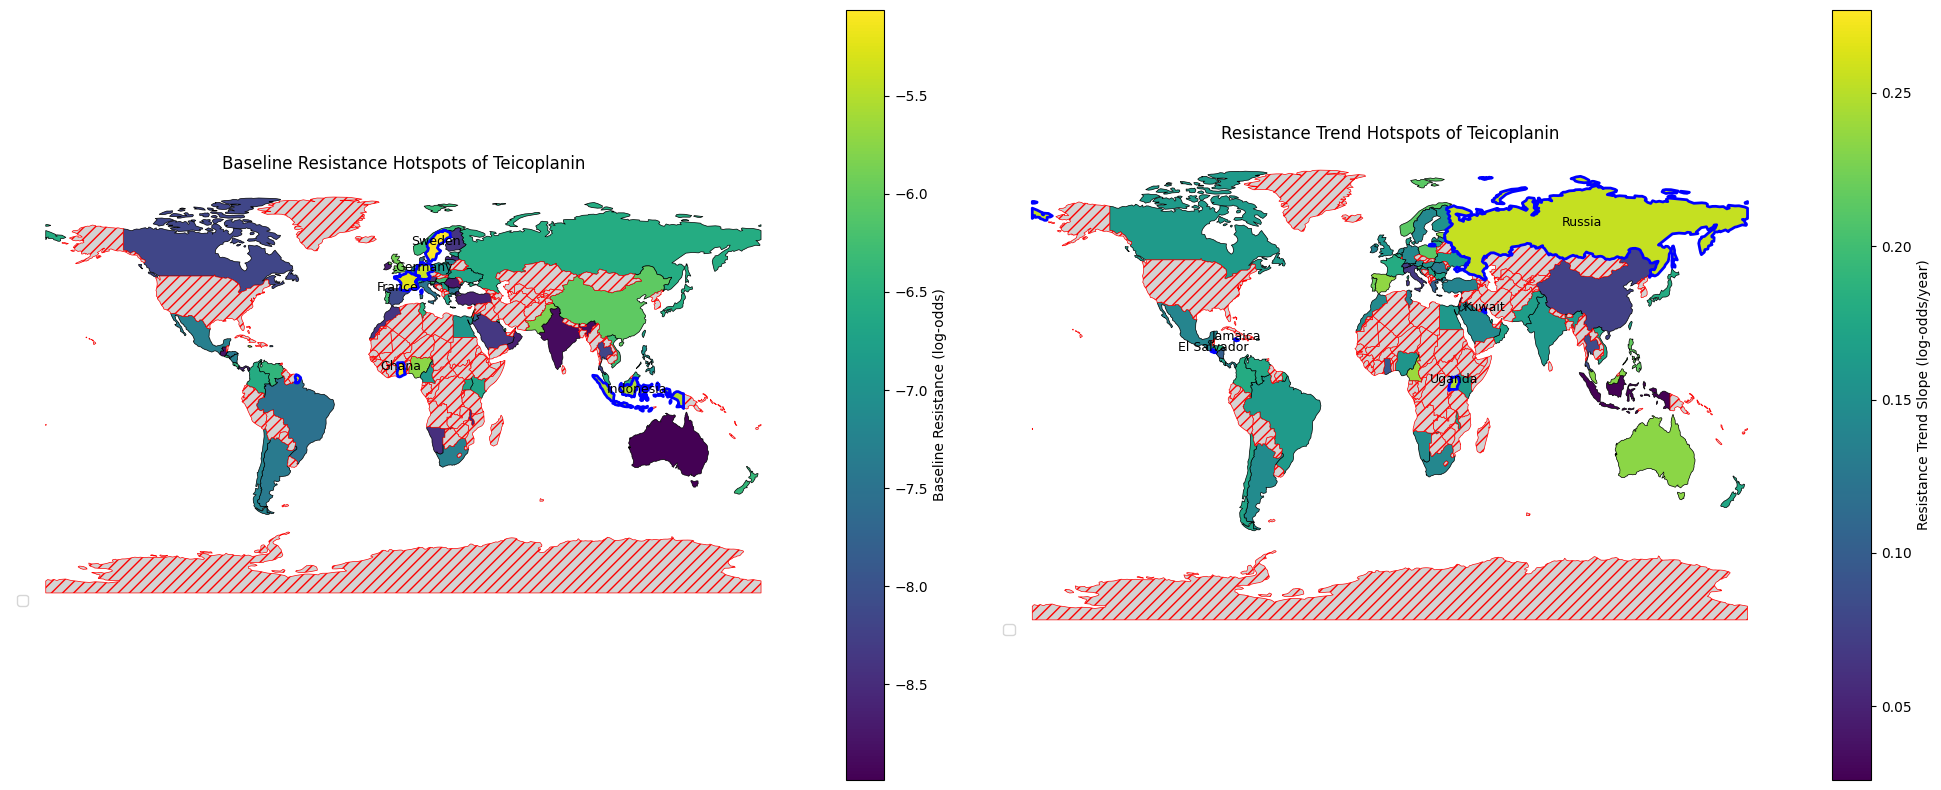 Baseline Resistance Hotspots of Teicoplanin
Sweden
Germany
France
Ghana
Indonesia
−5.5
−6.0
−6.5
−7.0
−7.5
−8.0
−8.5
Baseline Resistance (log-odds)
Resistance Trend Hotspots of Teicoplanin
Russia
Kuwait
Jamaica
El Salvador
Uganda
0.25
0.20
0.15
0.10
0.05
Resistance Trend Slope (log-odds/year)